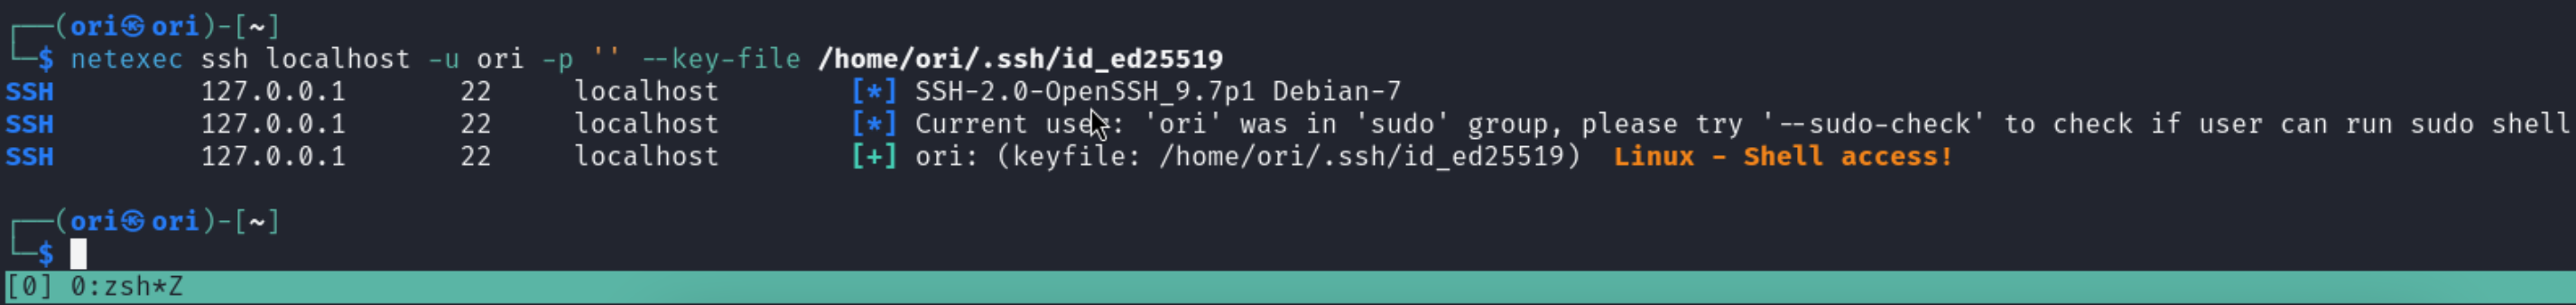 ┌──(ori㉿ori)-[~]
└─$ netexec ssh localhost -u ori -p '' --key-file /home/ori/.ssh/id_ed25519
SSH         127.0.0.1       22     localhost        [*] SSH-2.0-OpenSSH_9.7p1 Debian-7
SSH         127.0.0.1       22     localhost        [*] Current user: 'ori' was in 'sudo' group, please try '--sudo-check' to check if user can run sudo shell
SSH         127.0.0.1       22     localhost        [+] ori: (keyfile: /home/ori/.ssh/id_ed25519)  Linux - Shell access!
┌──(ori㉿ori)-[~]
└─$
[0] 0:zsh*Z